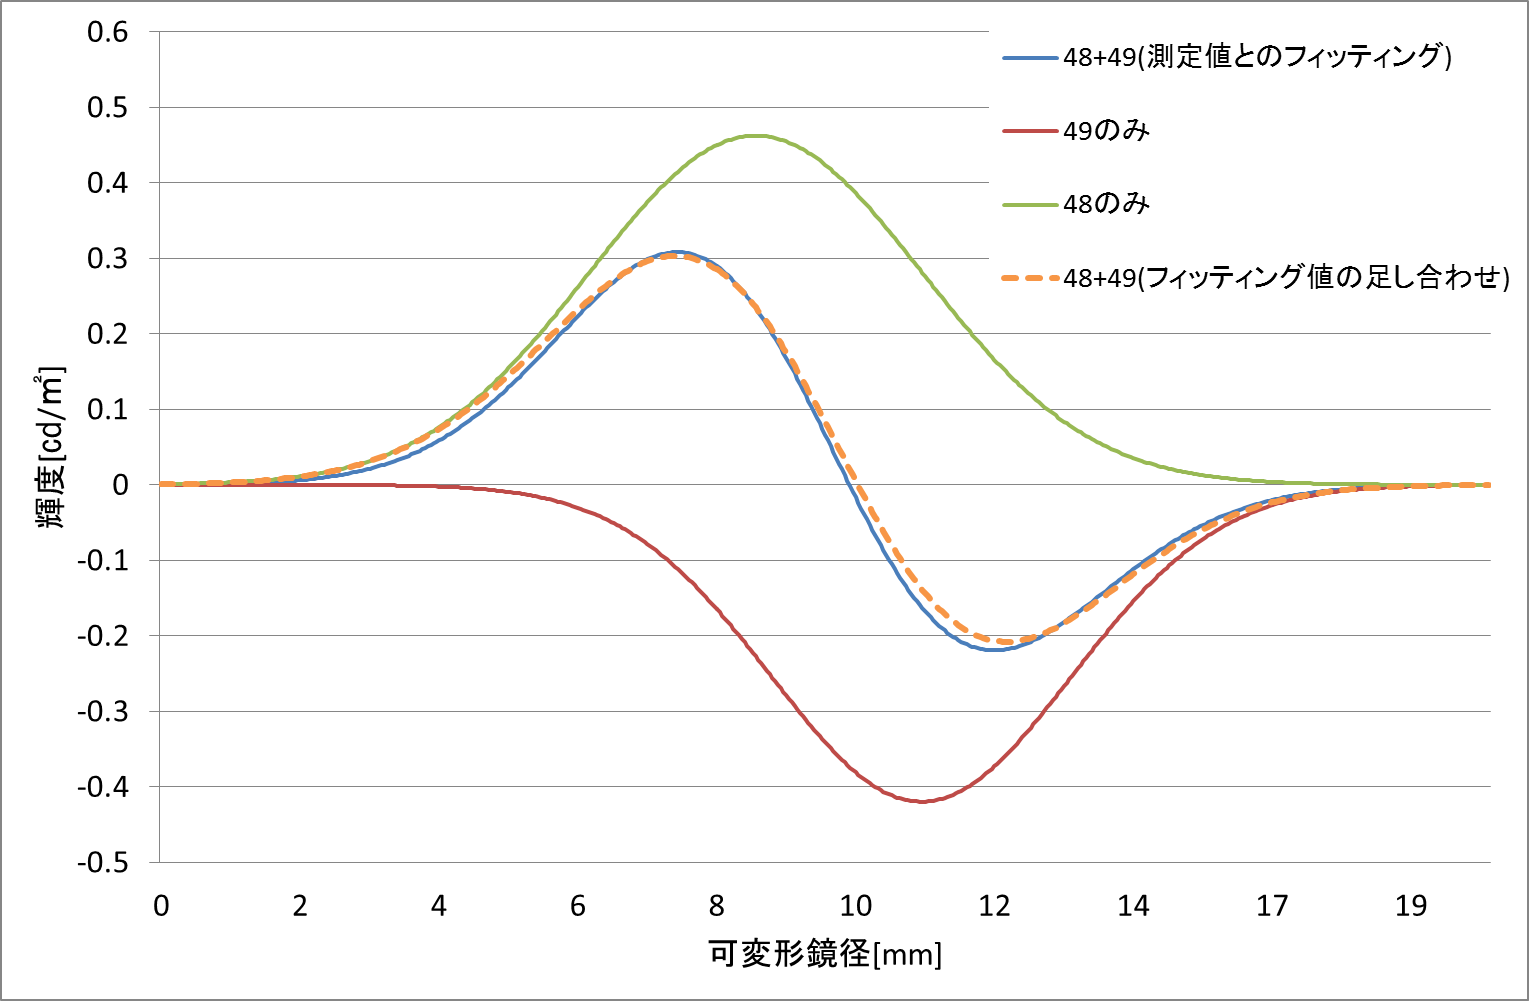 0.6
0.5
0.4
0.3
0.2
0.1
0
-0.1
-0.2
-0.3
-0.4
-0.5
輝度[cd/㎡]
48+49(測定値とのフィッティング)
49のみ
48のみ
48+49(フィッティング値の足し合わせ)
0 2 4 6 8 10 12 14 17 19
可変形鏡径[mm]